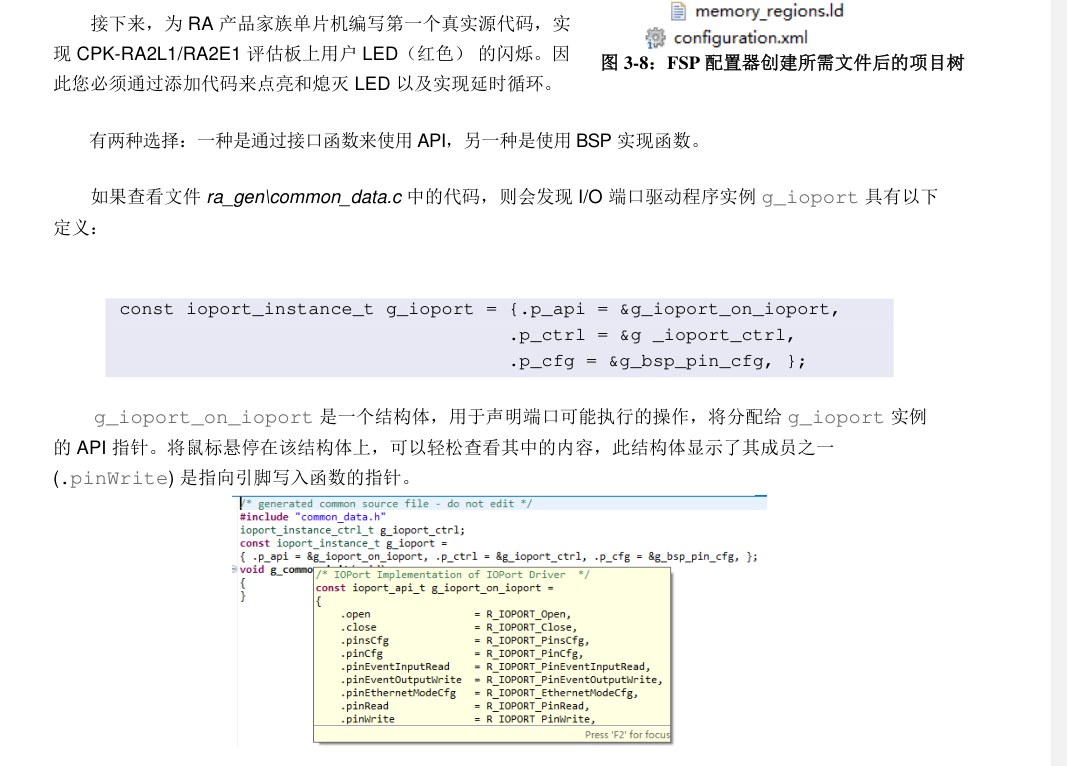 memory_regions.ld
configuration.xml
图 3-8：FSP 配置器创建所需文件后的项目树
接下来，为 RA 产品家族单片机编写第一个真实源代码，实
现 CPK-RA2L1/RA2E1 评估板上用户 LED（红色） 的闪烁。因
此您必须通过添加代码来点亮和熄灭 LED 以及实现延时循环。
有两种选择：一种是通过接口函数来使用 API，另一种是使用 BSP 实现函数。
如果查看文件 ra_gen\common_data.c 中的代码，则会发现 I/O 端口驱动程序实例 g_ioport 具有以下
定义：
const ioport_instance_t g_ioport = {.p_api = &g_ioport_on_ioport,
.p_ctrl = &g _ioport_ctrl,
.p_cfg = &g_bsp_pin_cfg, };
g_ioport_on_ioport 是一个结构体，用于声明端口可能执行的操作，将分配给 g_ioport 实例
的 API 指针。将鼠标悬停在该结构体上，可以轻松查看其中的内容，此结构体显示了其成员之一
(.pinWrite) 是指向引脚写入函数的指针。
/* generated common source file - do not edit */
#include "common_data.h"
ioport_instance_ctrl_t g_ioport_ctrl;
const ioport_instance_t g_ioport =
{ .p_api = &g_ioport_on_ioport, .p_ctrl = &g_ioport_ctrl, .p_cfg = &g_bsp_pin_cfg, };
void g_commo
{
}
/* IOPort Implementation of IOPort Driver */
const ioport_api_t g_ioport_on_ioport =
{
.open = R_IOPORT_Open,
.close = R_IOPORT_Close,
.pinsCfg = R_IOPORT_PinsCfg,
.pinCfg = R_IOPORT_PinCfg,
.pinEventInputRead = R_IOPORT_PinEventInputRead,
.pinEventOutputWrite = R_IOPORT_PinEventOutputWrite,
.pinEthernetModeCfg = R_IOPORT_EthernetModeCfg,
.pinRead = R_IOPORT_PinRead,
.pinWrite = R_IOPORT_PinWrite,
Press 'F2' for focus